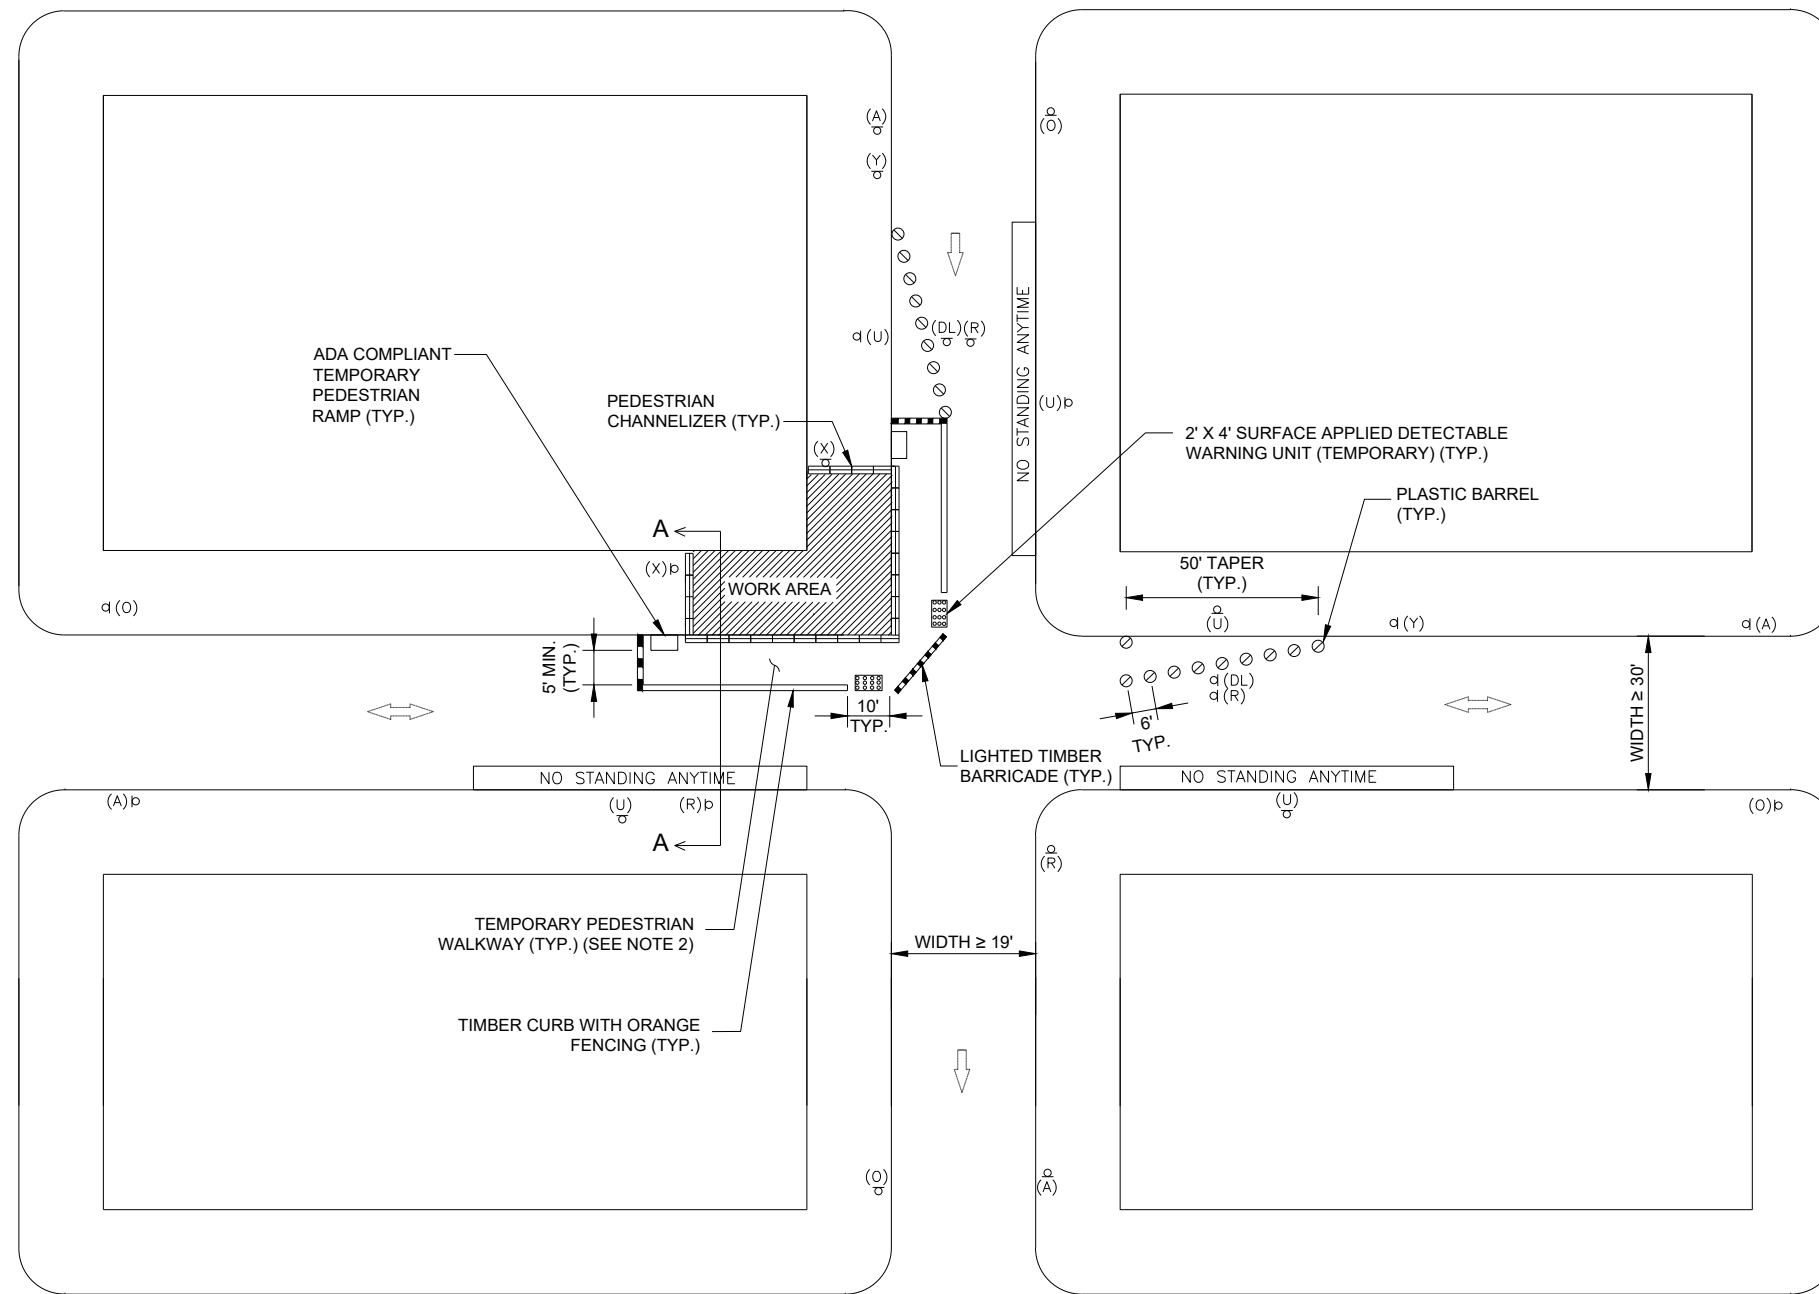 (A)
(Y)
(O)
(U)
(DL)(R)
NO STANDING ANYTIME
(U)
ADA COMPLIANT
TEMPORARY
PEDESTRIAN
RAMP (TYP.)
PEDESTRIAN
CHANNELIZER (TYP.)
(X)
2' X 4' SURFACE APPLIED DETECTABLE
WARNING UNIT (TEMPORARY) (TYP.)
PLASTIC BARREL
(TYP.)
A
(X)
WORK AREA
50' TAPER
(TYP.)
(O)
(U)
(Y)
(A)
5' MIN.
(TYP.)
(DL)
(R)
10'
TYP.
6'
TYP.
WIDTH ≥ 30'
LIGHTED TIMBER
BARRICADE (TYP.)
NO STANDING ANYTIME
NO STANDING ANYTIME
(A)
(U)
(R)
(U)
(O)
A
(R)
TEMPORARY PEDESTRIAN
WALKWAY (TYP.) (SEE NOTE 2)
WIDTH ≥ 19'
TIMBER CURB WITH ORANGE
FENCING (TYP.)
(O)
(A)